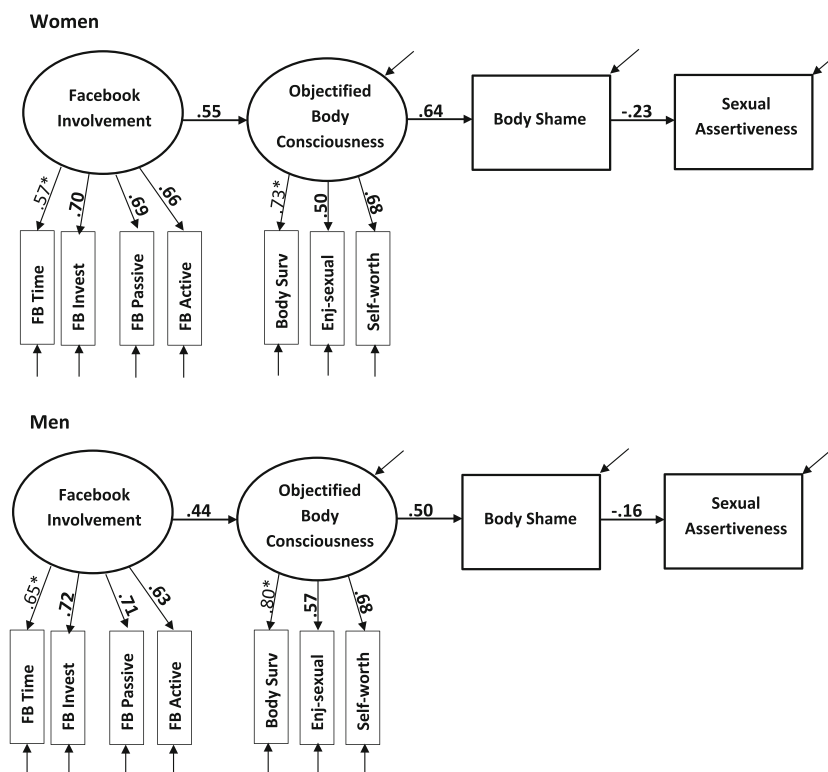 Women
Facebook
Involvement
.55
Objectified
Body
Consciousness
.64
Body Shame
-.23
Sexual
Assertiveness
.57*
.70
.69
.66
.73*
.50
.68
FB Time
FB Invest
FB Passive
FB Active
Body Surv
Enj-sexual
Self-worth
Men
Facebook
Involvement
.44
Objectified
Body
Consciousness
.50
Body Shame
-.16
Sexual
Assertiveness
.65*
.72
.71
.63
.80*
.57
.68
FB Time
FB Invest
FB Passive
FB Active
Body Surv
Enj-sexual
Self-worth